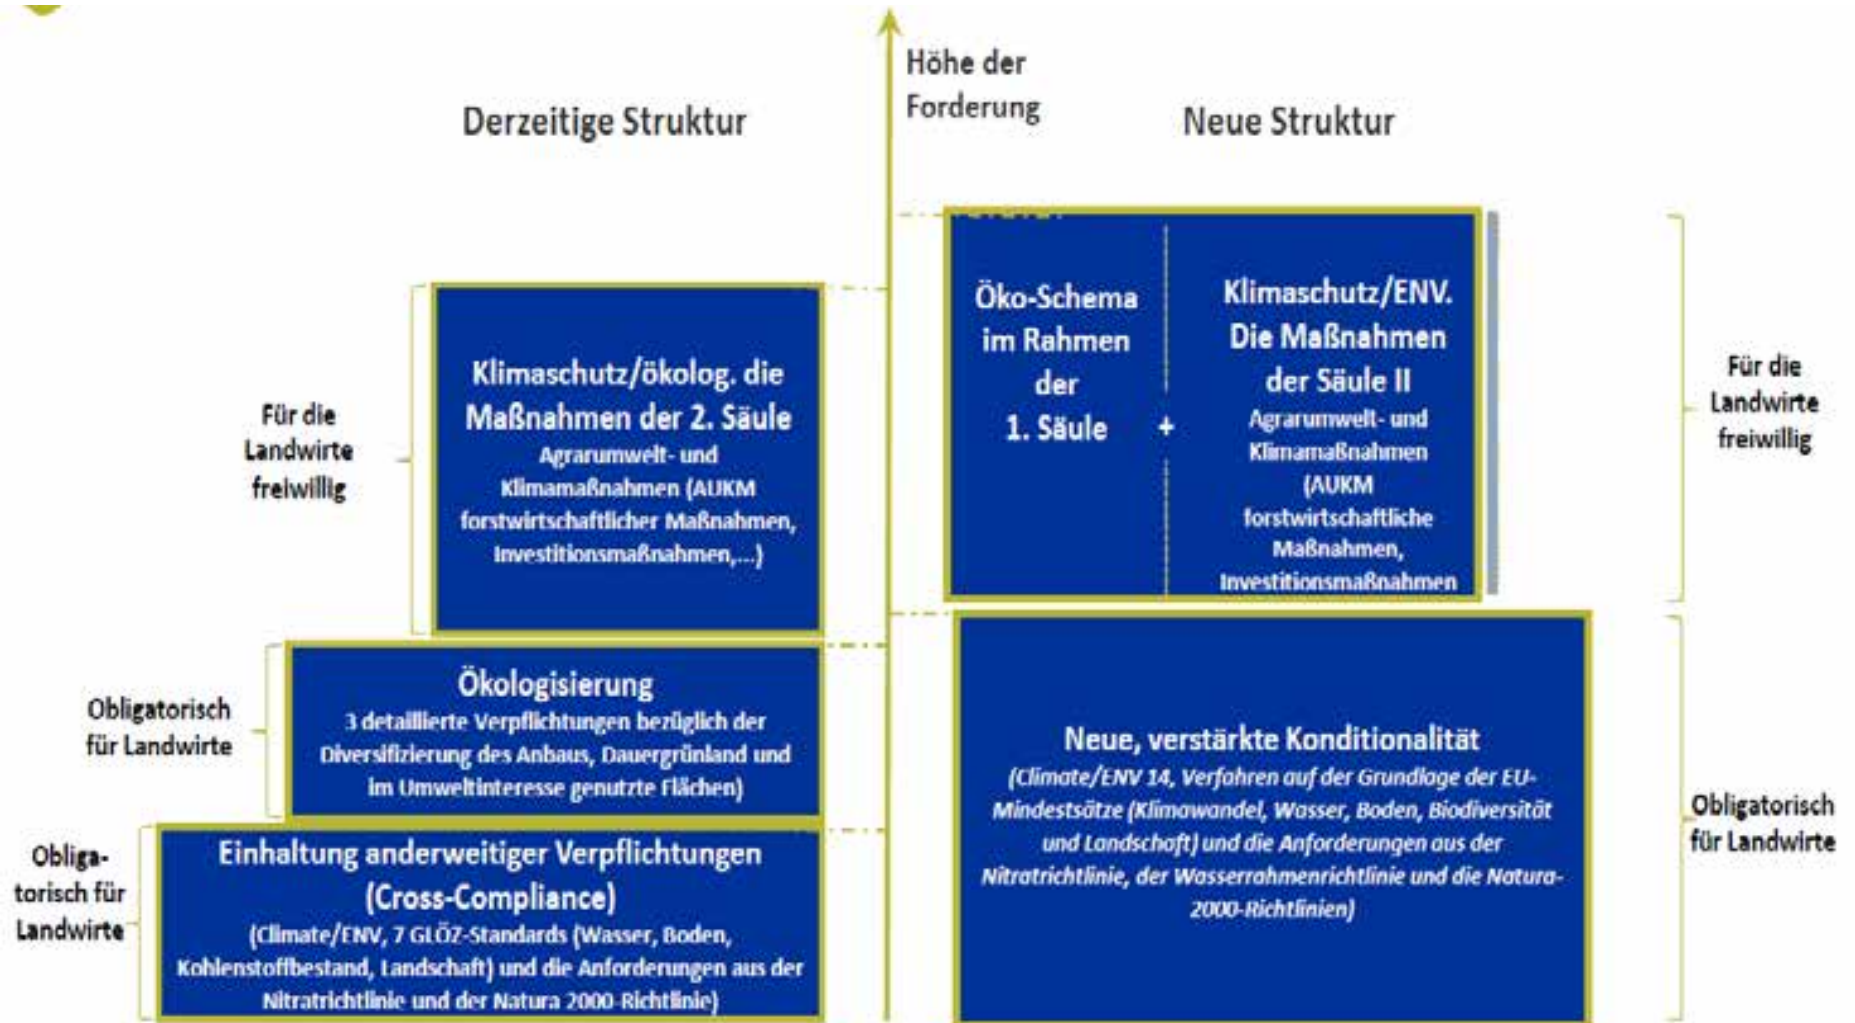 Höhe der
Forderung
Derzeitige Struktur
Für die
Landwirte
freiwillig
Klimaschutz/ökolog. die
Maßnahmen der 2. Säule
Agrarumwelt- und
Klimamaßnahmen (AUKM
forstwirtschaftlicher Maßnahmen,
Investitionsmaßnahmen,...)
Obligatorisch
für Landwirte
Ökologisierung
3 detaillierte Verpflichtungen bezüglich der
Diversifizierung des Anbaus, Dauergrünland und
im Umweltinteresse genutzte Flächen)
Obliga-
torisch für
Landwirte
Einhaltung anderweitiger Verpflichtungen
(Cross-Compliance)
(Climate/ENV, 7 GLÖZ-Standards (Wasser, Boden,
Kohlenstoffbestand, Landschaft) und die Anforderungen aus der
Nitratrichtlinie und der Natura 2000-Richtlinie)
Neue Struktur
Öko-Schema
im Rahmen
der
1. Säule
+
Klimaschutz/ENV.
Die Maßnahmen
der Säule II
Agrarumwelt- und
Klimamaßnahmen
(AUKM
forstwirtschaftliche
Maßnahmen,
Investitionsmaßnahmen
Für die
Landwirte
freiwillig
Neue, verstärkte Konditionalität
(Climate/ENV 14, Verfahren auf der Grundlage der EU-
Mindestsätze (Klimawandel, Wasser, Boden, Biodiversität
und Landschaft) und die Anforderungen aus der
Nitratrichtlinie, der Wasserrahmenrichtlinie und die Natura-
2000-Richtlinien)
Obligatorisch
für Landwirte